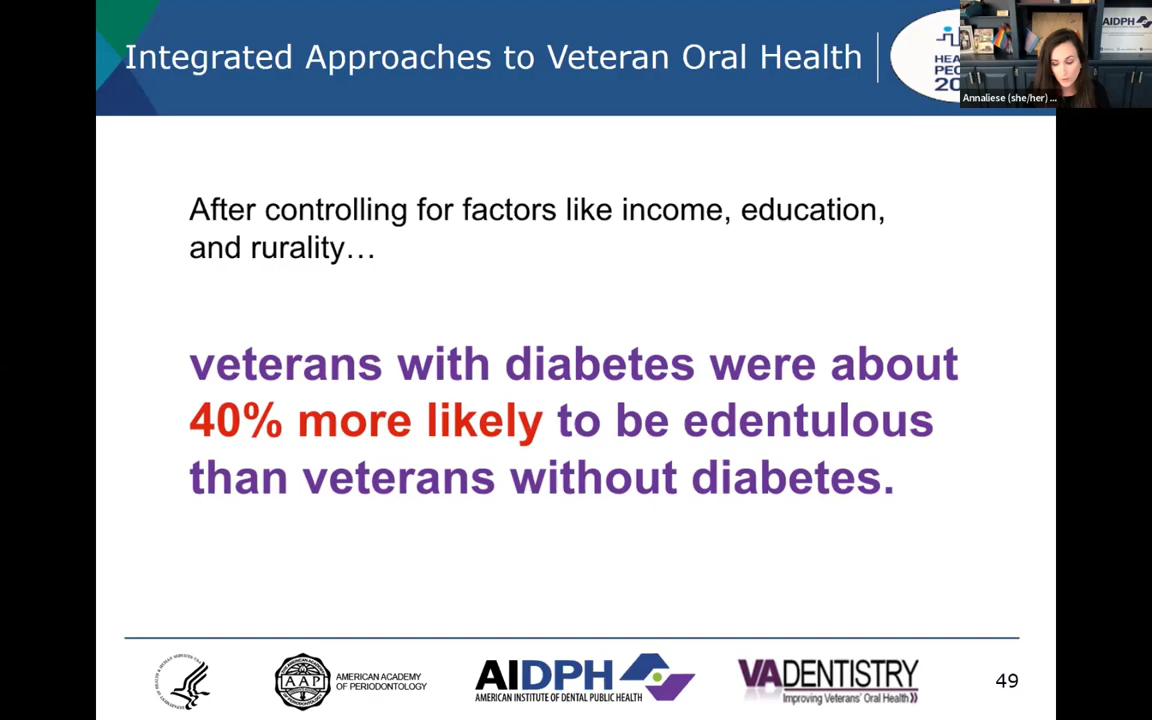 Integrated Approaches to Veteran Oral Health
AIDPH
Annaliese (she/her) ...
After controlling for factors like income, education,
and rurality…
veterans with diabetes were about
40% more likely to be edentulous
than veterans without diabetes.
AAP
AMERICAN ACADEMY
OF PERIODONTOLOGY
AIDPH
AMERICAN INSTITUTE OF DENTAL PUBLIC HEALTH
VADENTISTRY
Improving Veterans' Oral Health
49